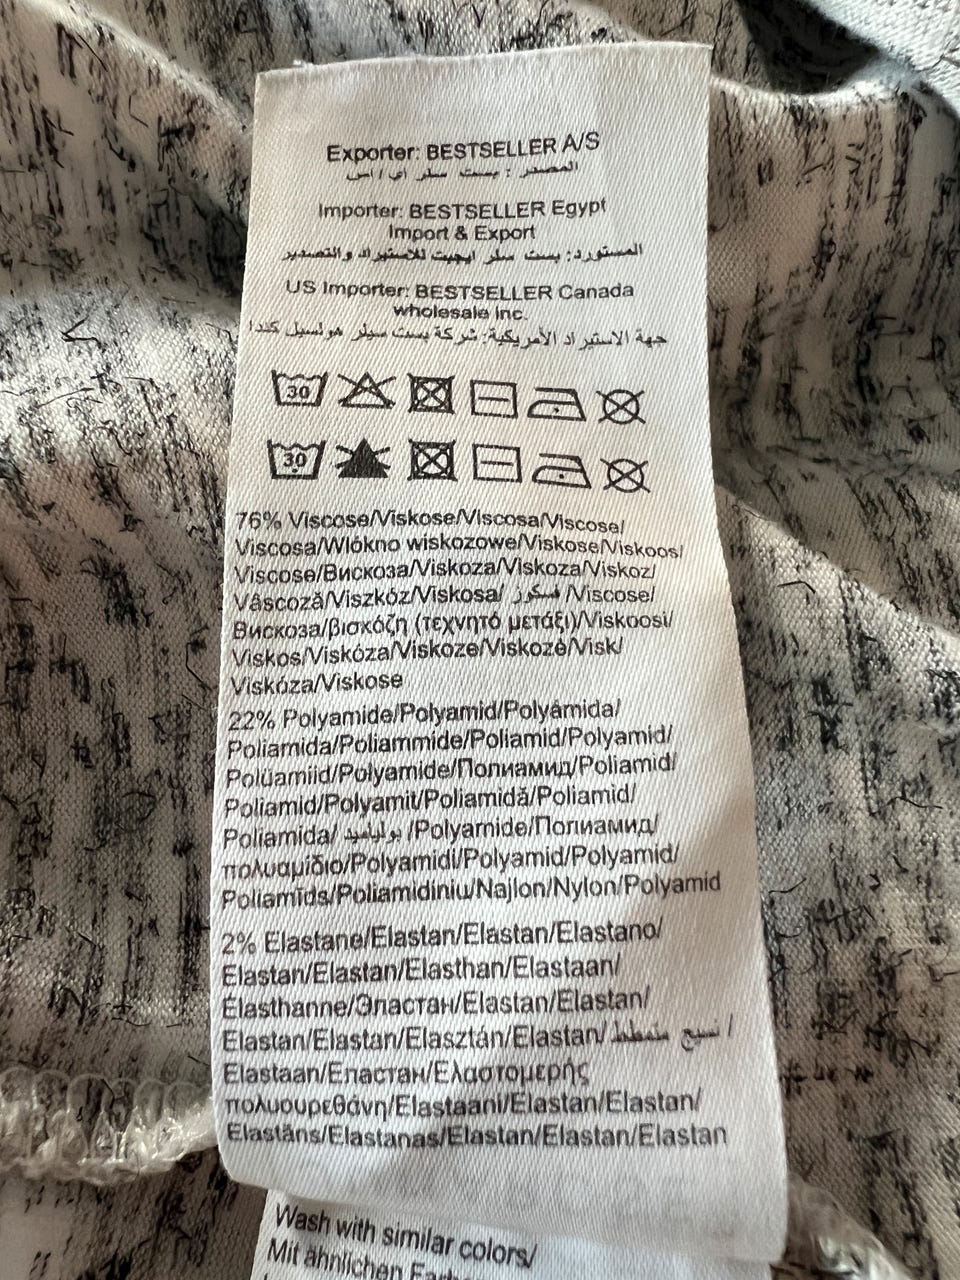 Exporter: BESTSELLER A/S
المصدر : بست سلر اي / اس
Importer: BESTSELLER Egypt
Import & Export
المستورد: بست سلر ايجيبت للاستيراد والتصدير
US Importer: BESTSELLER Canada
wholesale inc.
جهة الاستيراد الأمريكية: شركة بست سيلر هولسيل كندا
30
30
76% Viscose/Viskose/Viscosa/Viscose/
Viscosa/Wlókno wiskozowe/Viskose/Viskoos/
Viscose/Вискоза/Viskoza/Viskoza/Viskoz/
Vâscoză/Viszkóz/Viskosa/ فسكوز /Viscose/
Вискоза/βισκόζη (τεχνητό μετάξι)/Viskoosi/
Viskos/Viskóza/Viskoze/Viskozė/Visk/
Viskóza/Viskose
22% Polyamide/Polyamid/Polyámida/
Poliamida/Poliammide/Poliamid/Polyamid/
Polüamiid/Polyamide/Полиамид/Poliamid/
Poliamid/Polyamit/Poliamidă/Poliamid/
Poliamida/ بولياميد /Polyamide/Полиамид/
πολυαμίδιο/Polyamidi/Polyamid/Polyamid/
Poliamīds/Poliamidiniu/Najlon/Nylon/Polyamid
2% Elastane/Elastan/Elastan/Elastano/
Elastan/Elastan/Elasthan/Elastaan/
Élasthanne/Эластан/Elastan/Elastan/
Elastan/Elastan/Elasztán/Elastan/ نسيج متمطط /
Elastaan/Еластан/Ελαστομερής
πολυουρεθάνη/Elastaani/Elastan/Elastan/
Elastāns/Elastanas/Elastan/Elastan/Elastan
Wash with similar colors/
Mit ähnlichen